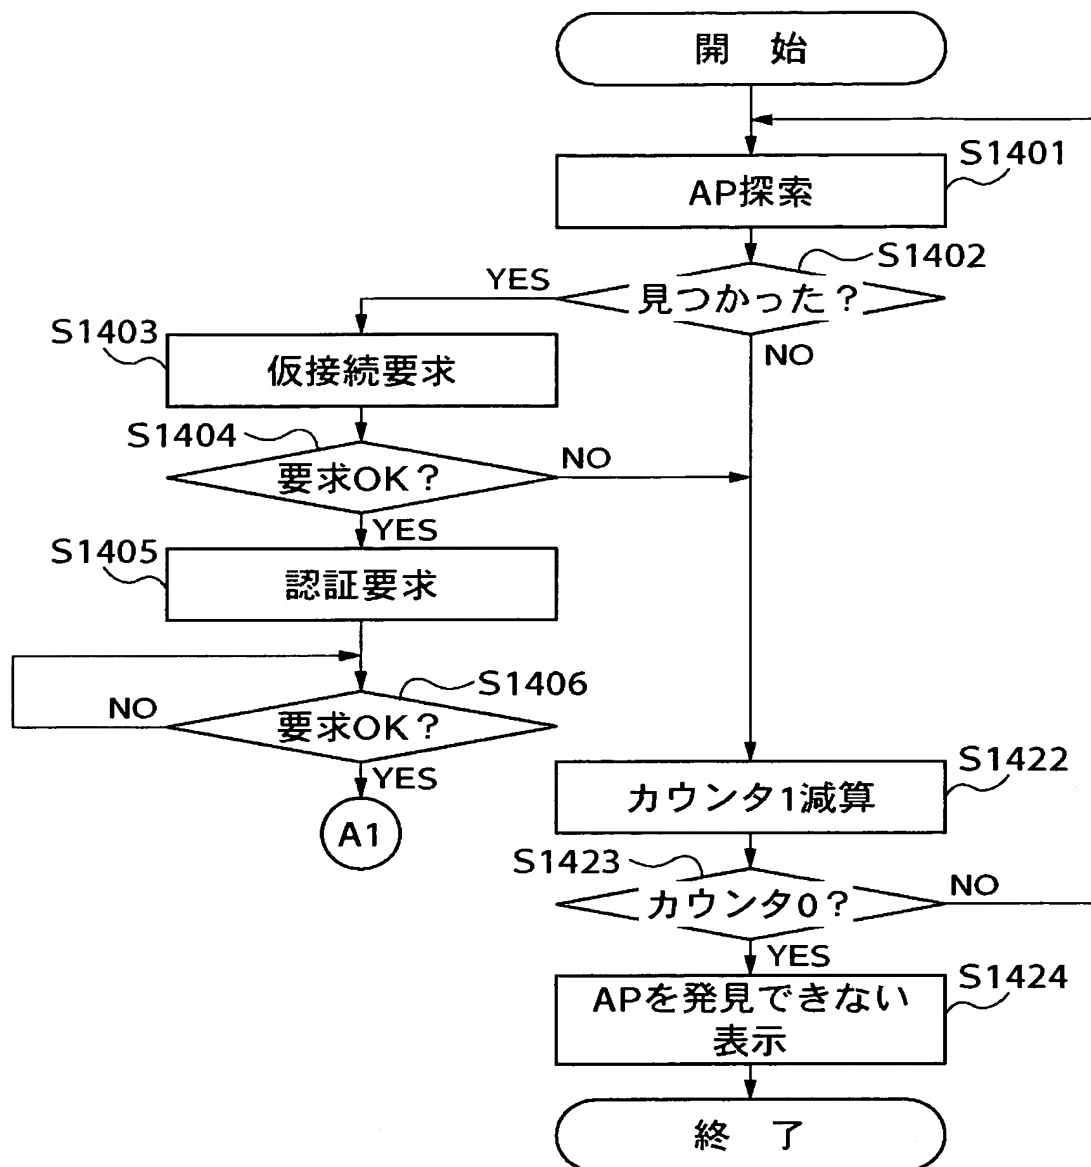 開 始
S1401
AP探索
S1402
YES
見つかった？
NO
S1403
仮接続要求
S1404
要求OK？
NO
YES
S1405
認証要求
S1406
NO
要求OK？
YES
A1
S1422
カウンタ1減算
S1423
カウンタ0？
NO
YES
S1424
APを発見できない
表示
終 了